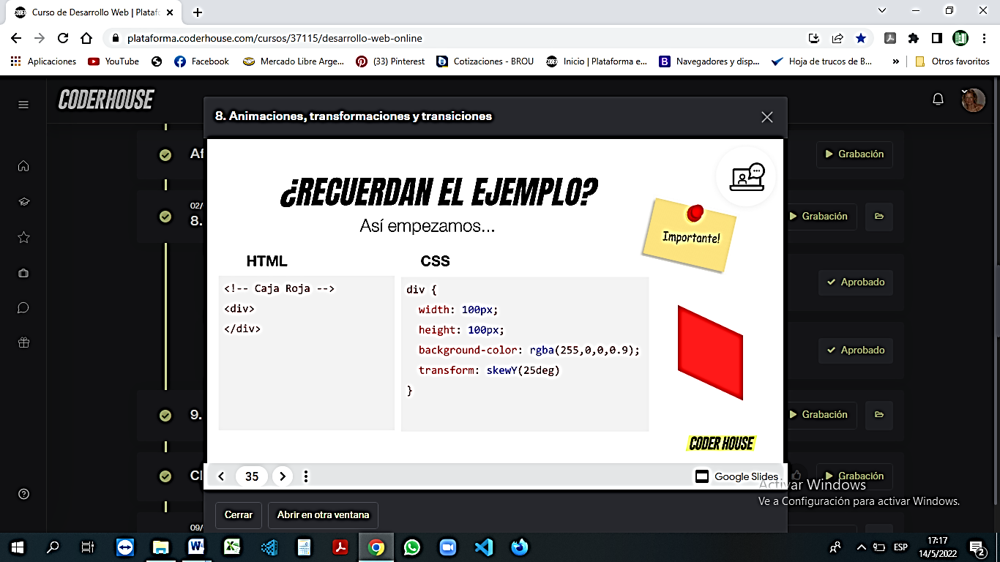 CODER
Curso de Desarrollo Web | Plataf
plataforma.coderhouse.com/cursos/37115/desarrollo-web-online
Aplicaciones
YouTube
Facebook
Mercado Libre Arge...
(33) Pinterest
Cotizaciones - BROU
CODER
Inicio | Plataforma e...
B
Navegadores y disp...
Hoja de trucos de B...
»
Otros favoritos
CODERHOUSE
8. Animaciones, transformaciones y transiciones
Af
Grabación
02/
8.
Grabación
Aprobado
Aprobado
9.
Grabación
Cl
Grabación
09/
¿RECUERDAN EL EJEMPLO?
Así empezamos...
Importante!
HTML
<!-- Caja Roja -->
<div>
</div>
CSS
div {
width: 100px;
height: 100px;
background-color: rgba(255,0,0,0.9);
transform: skewY(25deg)
}
CODER HOUSE
35
Google Slides
Activar Windows
Ve a Configuración para activar Windows.
Cerrar
Abrir en otra ventana
ESP
17:17
14/5/2022
2